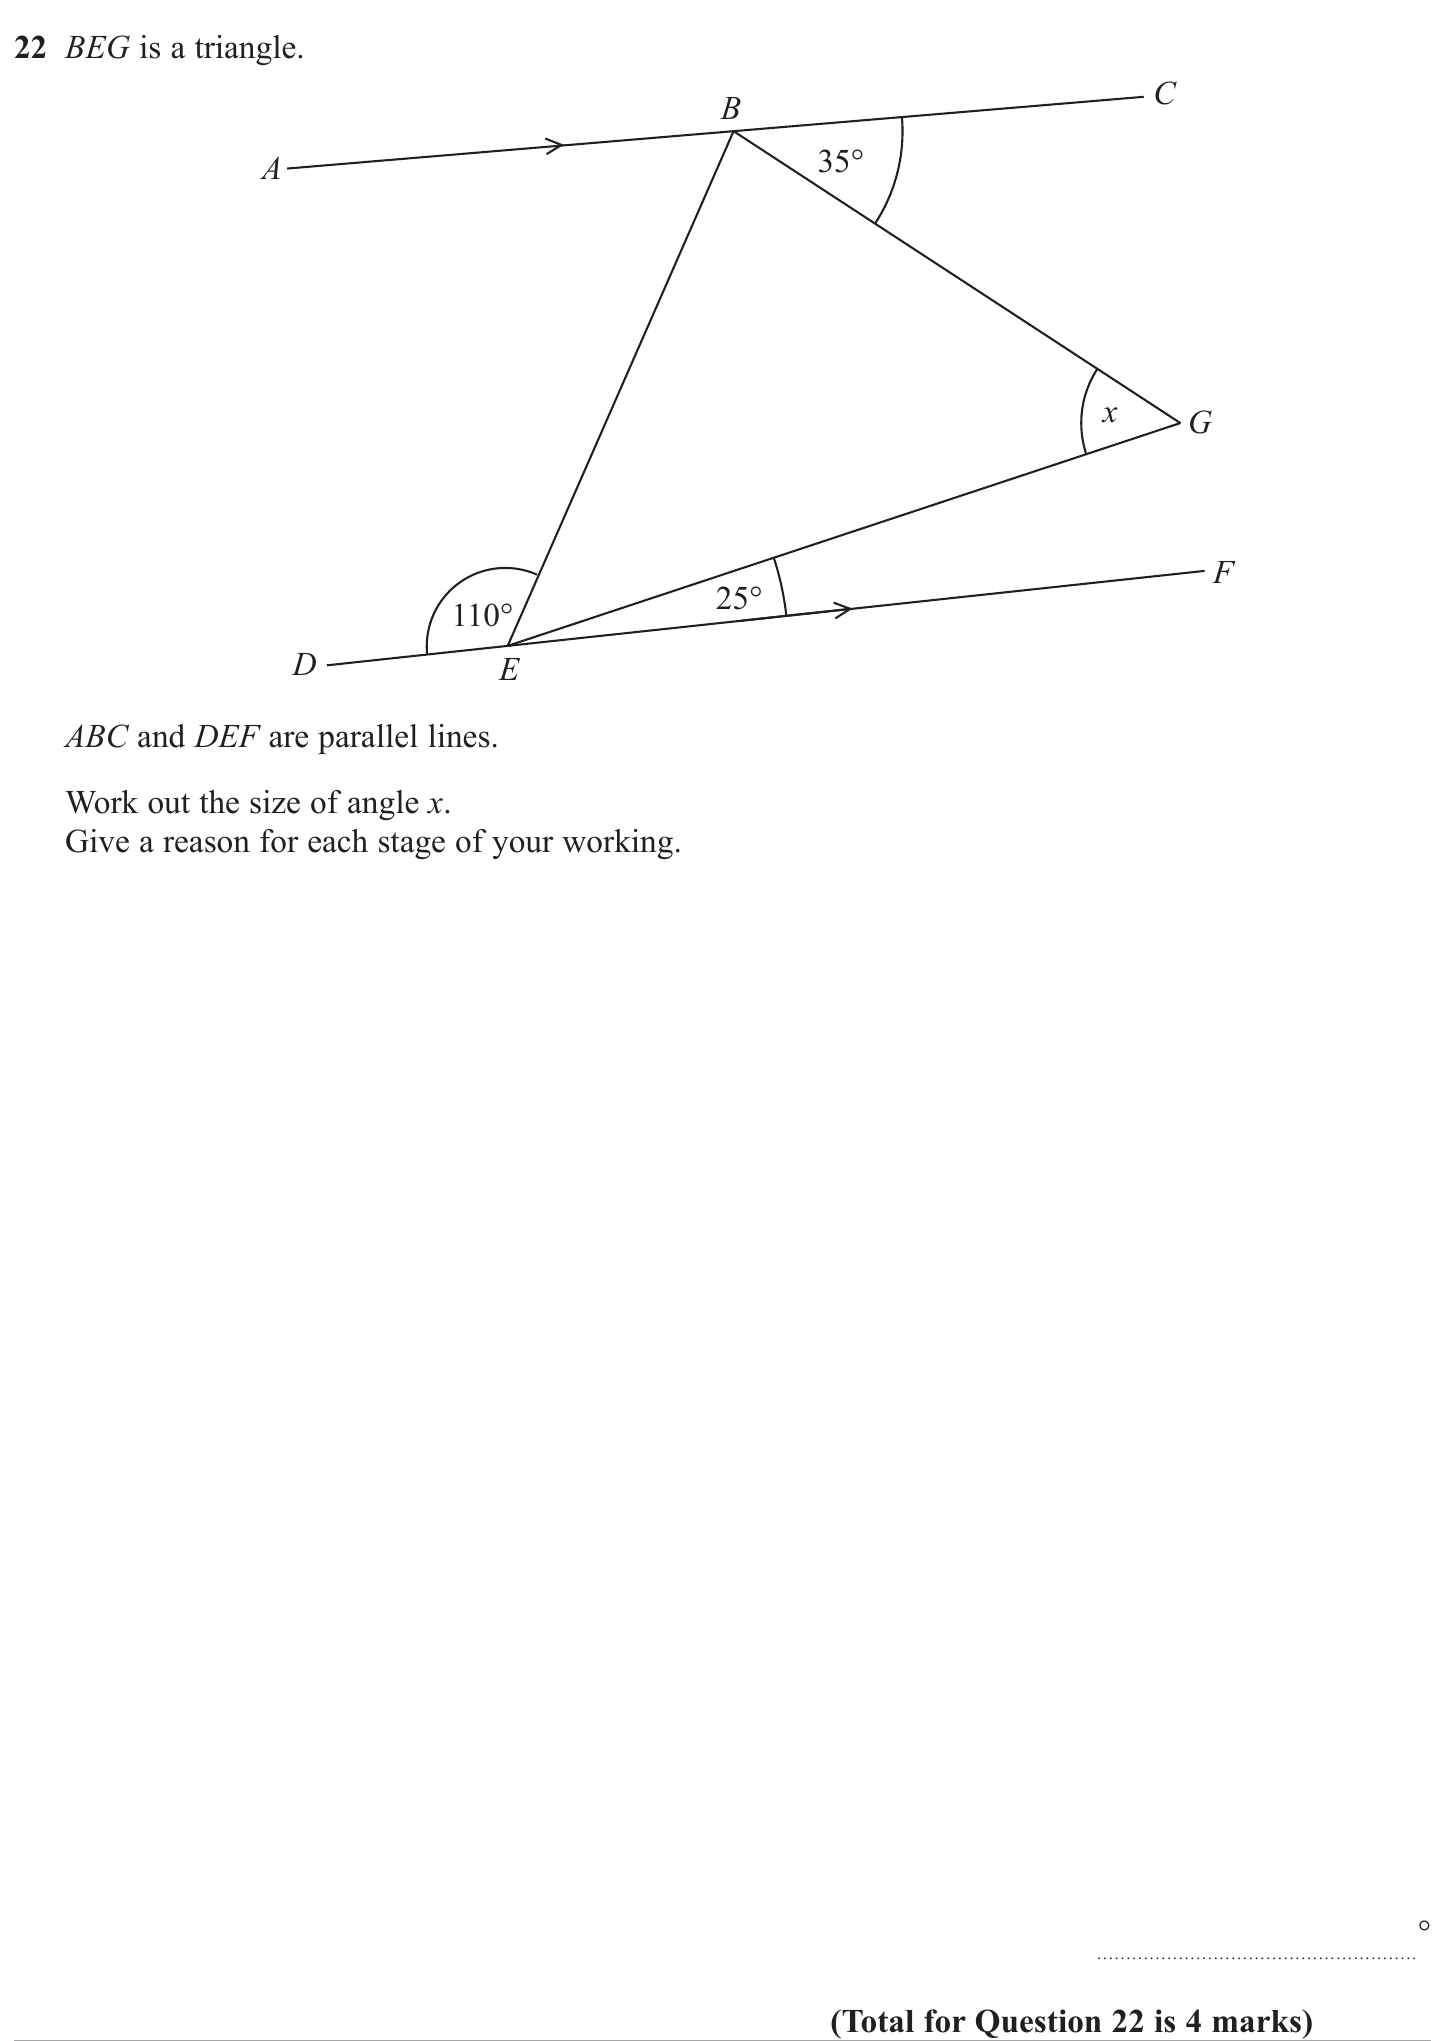 22 BEG is a triangle.
B
C
A
35°
x
G
110°
25°
F
D
E
ABC and DEF are parallel lines.
Work out the size of angle x.
Give a reason for each stage of your working.
°
(Total for Question 22 is 4 marks)